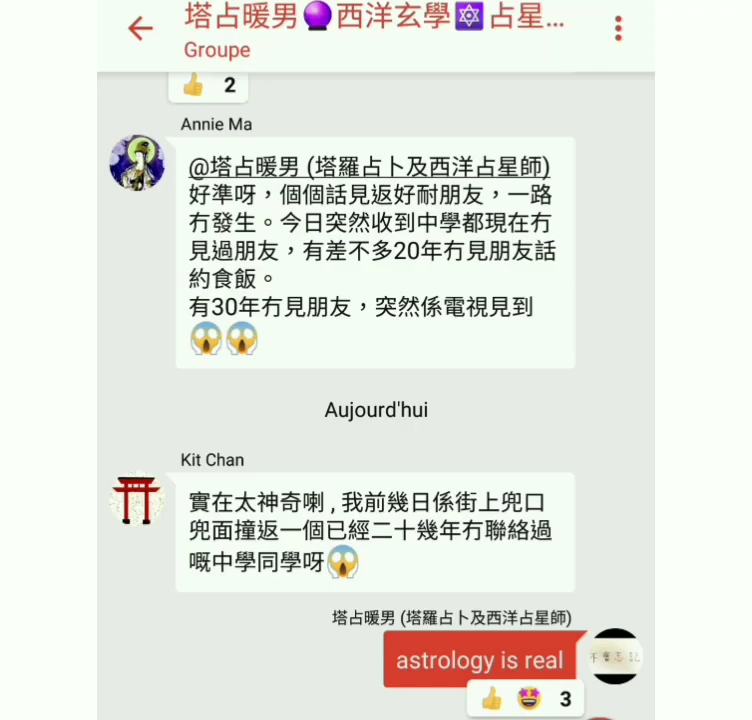 塔占暖男🔮西洋玄學🔯占星...
Groupe
👍 2
Annie Ma
@塔占暖男 (塔羅占卜及西洋占星師)
好準呀，個個話見返好耐朋友，一路
冇發生。今日突然收到中學都現在冇
見過朋友，有差不多20年冇見朋友話
約食飯。
有30年冇見朋友，突然係電視見到
😱😱
Aujourd'hui
Kit Chan
實在太神奇喇 , 我前幾日係街上兜口
兜面撞返一個已經二十幾年冇聯絡過
嘅中學同學呀😱
塔占暖男 (塔羅占卜及西洋占星師)
astrology is real
👍 🤩 3